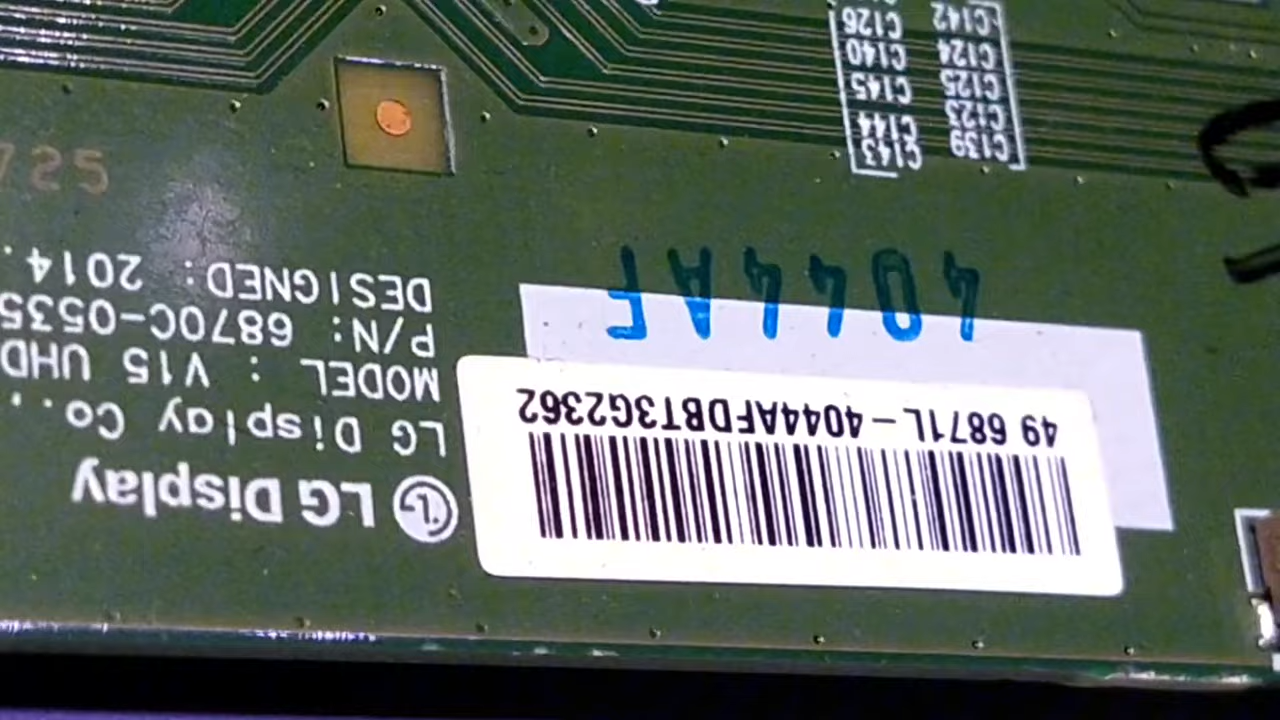 LG Display
LG Display Co.,
MODEL : V15 UHD
P/N: 6870C-0535
DESIGNED: 2014.
49 6871L-4044AFDBT3G2362
4044AF
725
C143 C139
C144 C123
C145 C125
C140 C124
C126 C142